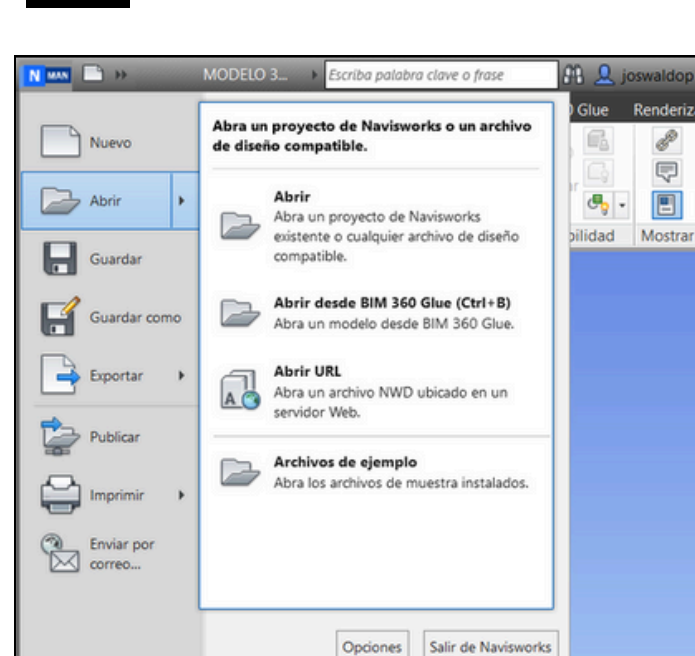 N MAN
MODELO 3...
Escriba palabra clave o frase
joswaldop
Glue
Renderiz
Nuevo
Abrir
Guardar
Guardar como
Exportar
Publicar
Imprimir
Enviar por
correo...
Abra un proyecto de Navisworks o un archivo
de diseño compatible.
Abrir
Abra un proyecto de Navisworks
existente o cualquier archivo de diseño
compatible.
Abrir desde BIM 360 Glue (Ctrl+B)
Abra un modelo desde BIM 360 Glue.
Abrir URL
Abra un archivo NWD ubicado en un
servidor Web.
Archivos de ejemplo
Abra los archivos de muestra instalados.
bilidad
Mostrar
Opciones
Salir de Navisworks